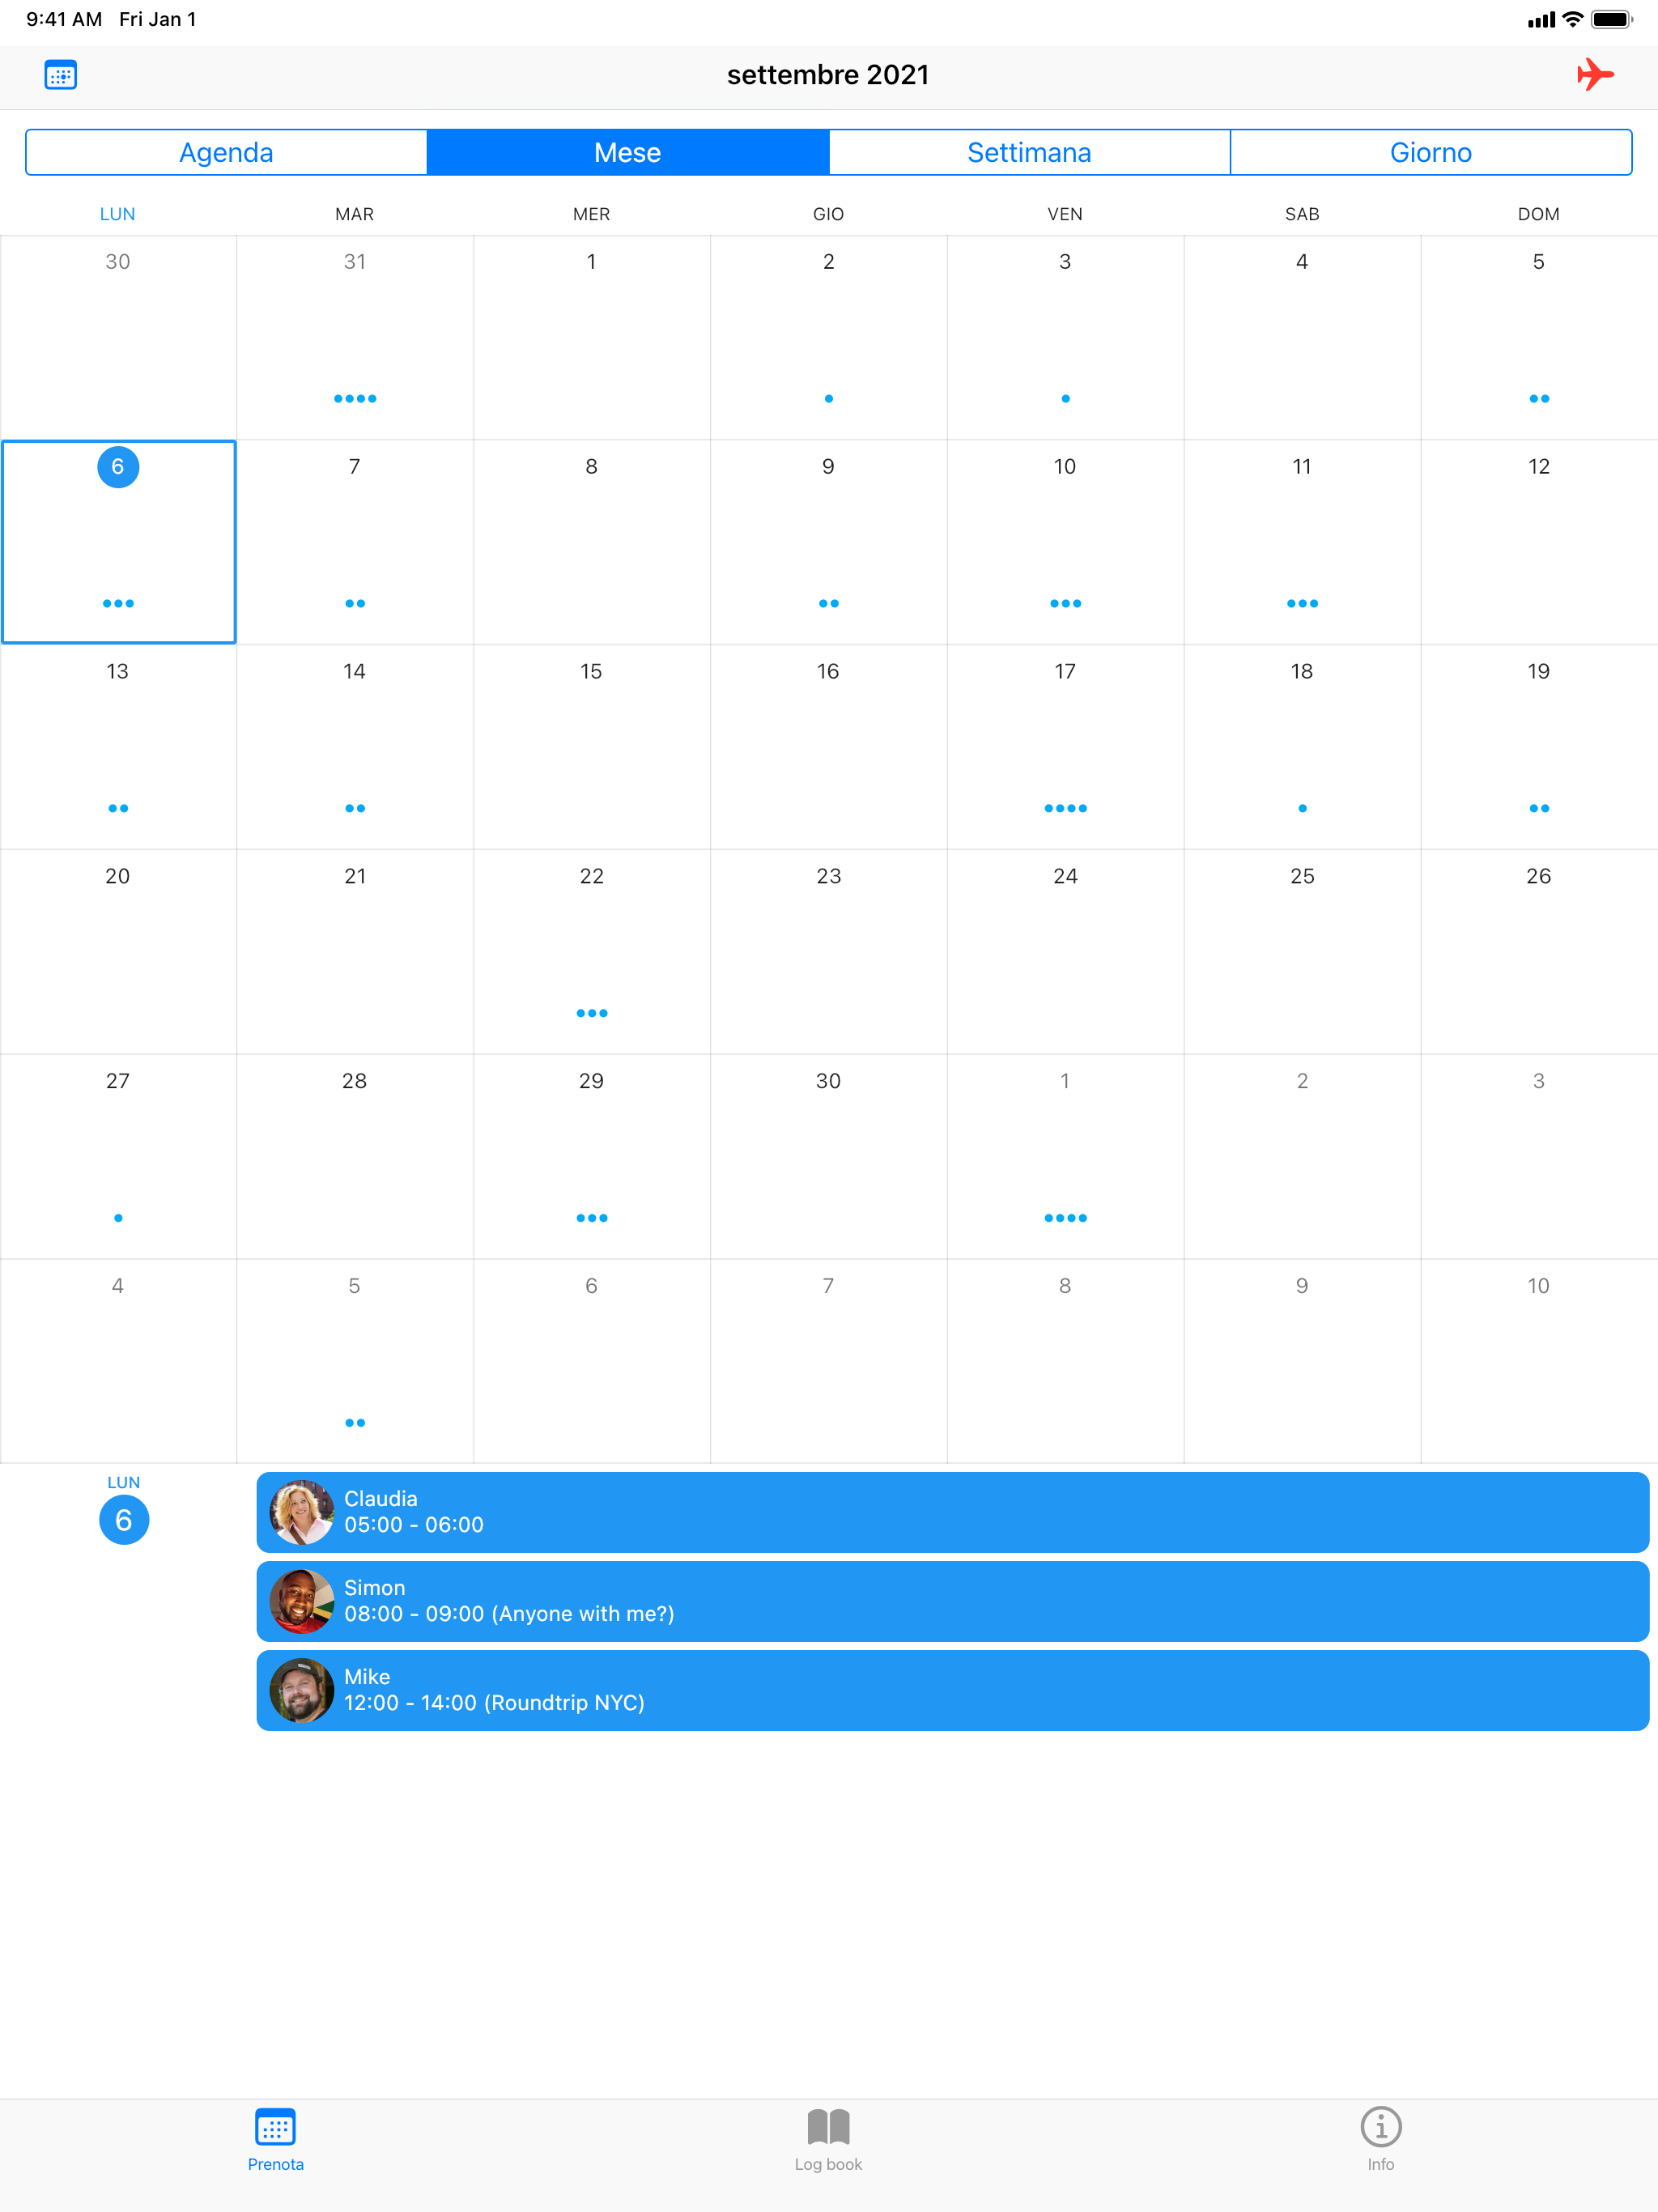 9:41 AM Fri Jan 1
settembre 2021
Agenda Mese Settimana Giorno
LUN MAR MER GIO VEN SAB DOM
30 31 1 2 3 4 5
6 7 8 9 10 11 12
13 14 15 16 17 18 19
20 21 22 23 24 25 26
27 28 29 30 1 2 3
4 5 6 7 8 9 10
LUN
6
Claudia
05:00 - 06:00
Simon
08:00 - 09:00 (Anyone with me?)
Mike
12:00 - 14:00 (Roundtrip NYC)
Prenota Log book Info